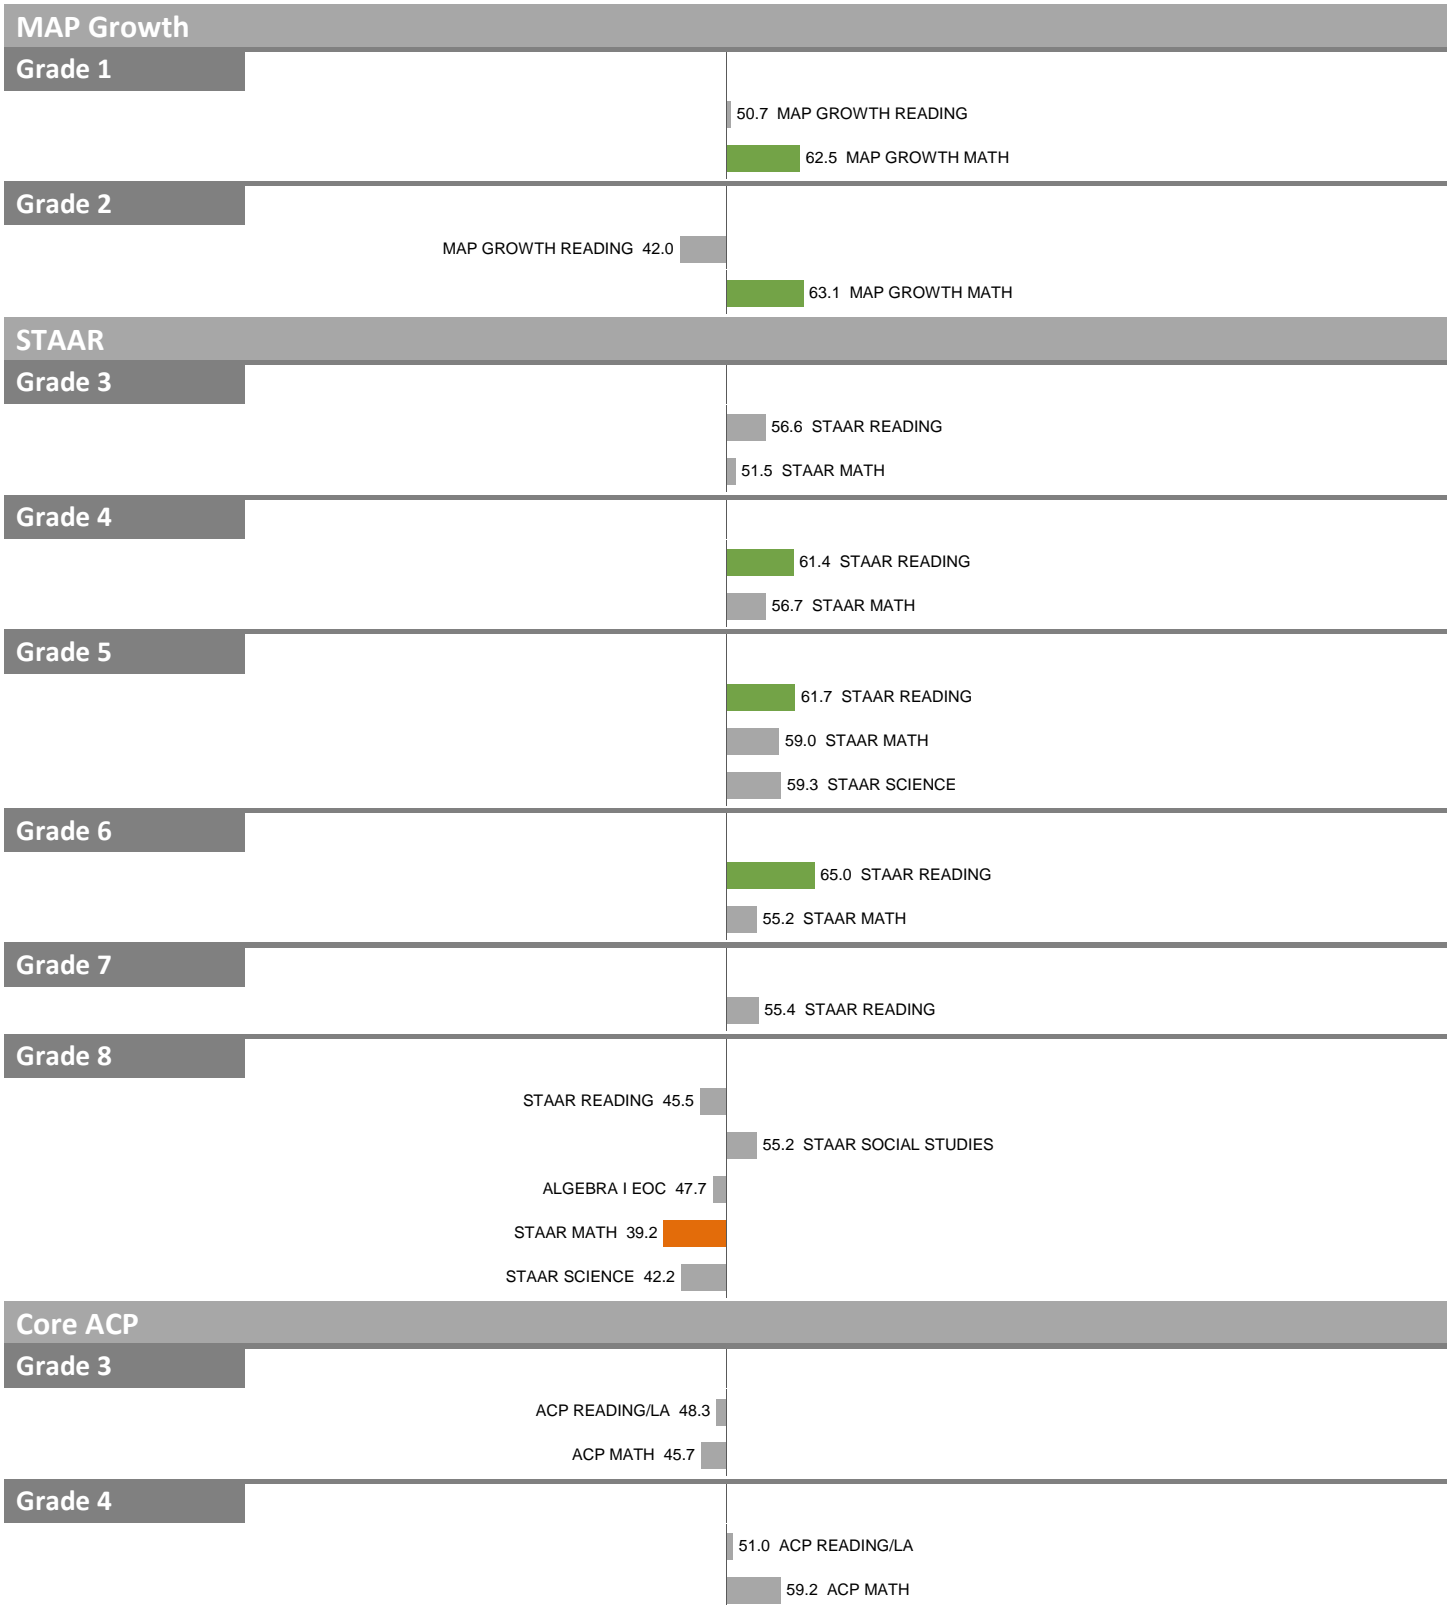 MAP Growth
Grade 1
50.7 MAP GROWTH READING
62.5 MAP GROWTH MATH
Grade 2
MAP GROWTH READING 42.0
63.1 MAP GROWTH MATH
STAAR
Grade 3
56.6 STAAR READING
51.5 STAAR MATH
Grade 4
61.4 STAAR READING
56.7 STAAR MATH
Grade 5
61.7 STAAR READING
59.0 STAAR MATH
59.3 STAAR SCIENCE
Grade 6
65.0 STAAR READING
55.2 STAAR MATH
Grade 7
55.4 STAAR READING
Grade 8
STAAR READING 45.5
55.2 STAAR SOCIAL STUDIES
ALGEBRA I EOC 47.7
STAAR MATH 39.2
STAAR SCIENCE 42.2
Core ACP
Grade 3
ACP READING/LA 48.3
ACP MATH 45.7
Grade 4
51.0 ACP READING/LA
59.2 ACP MATH